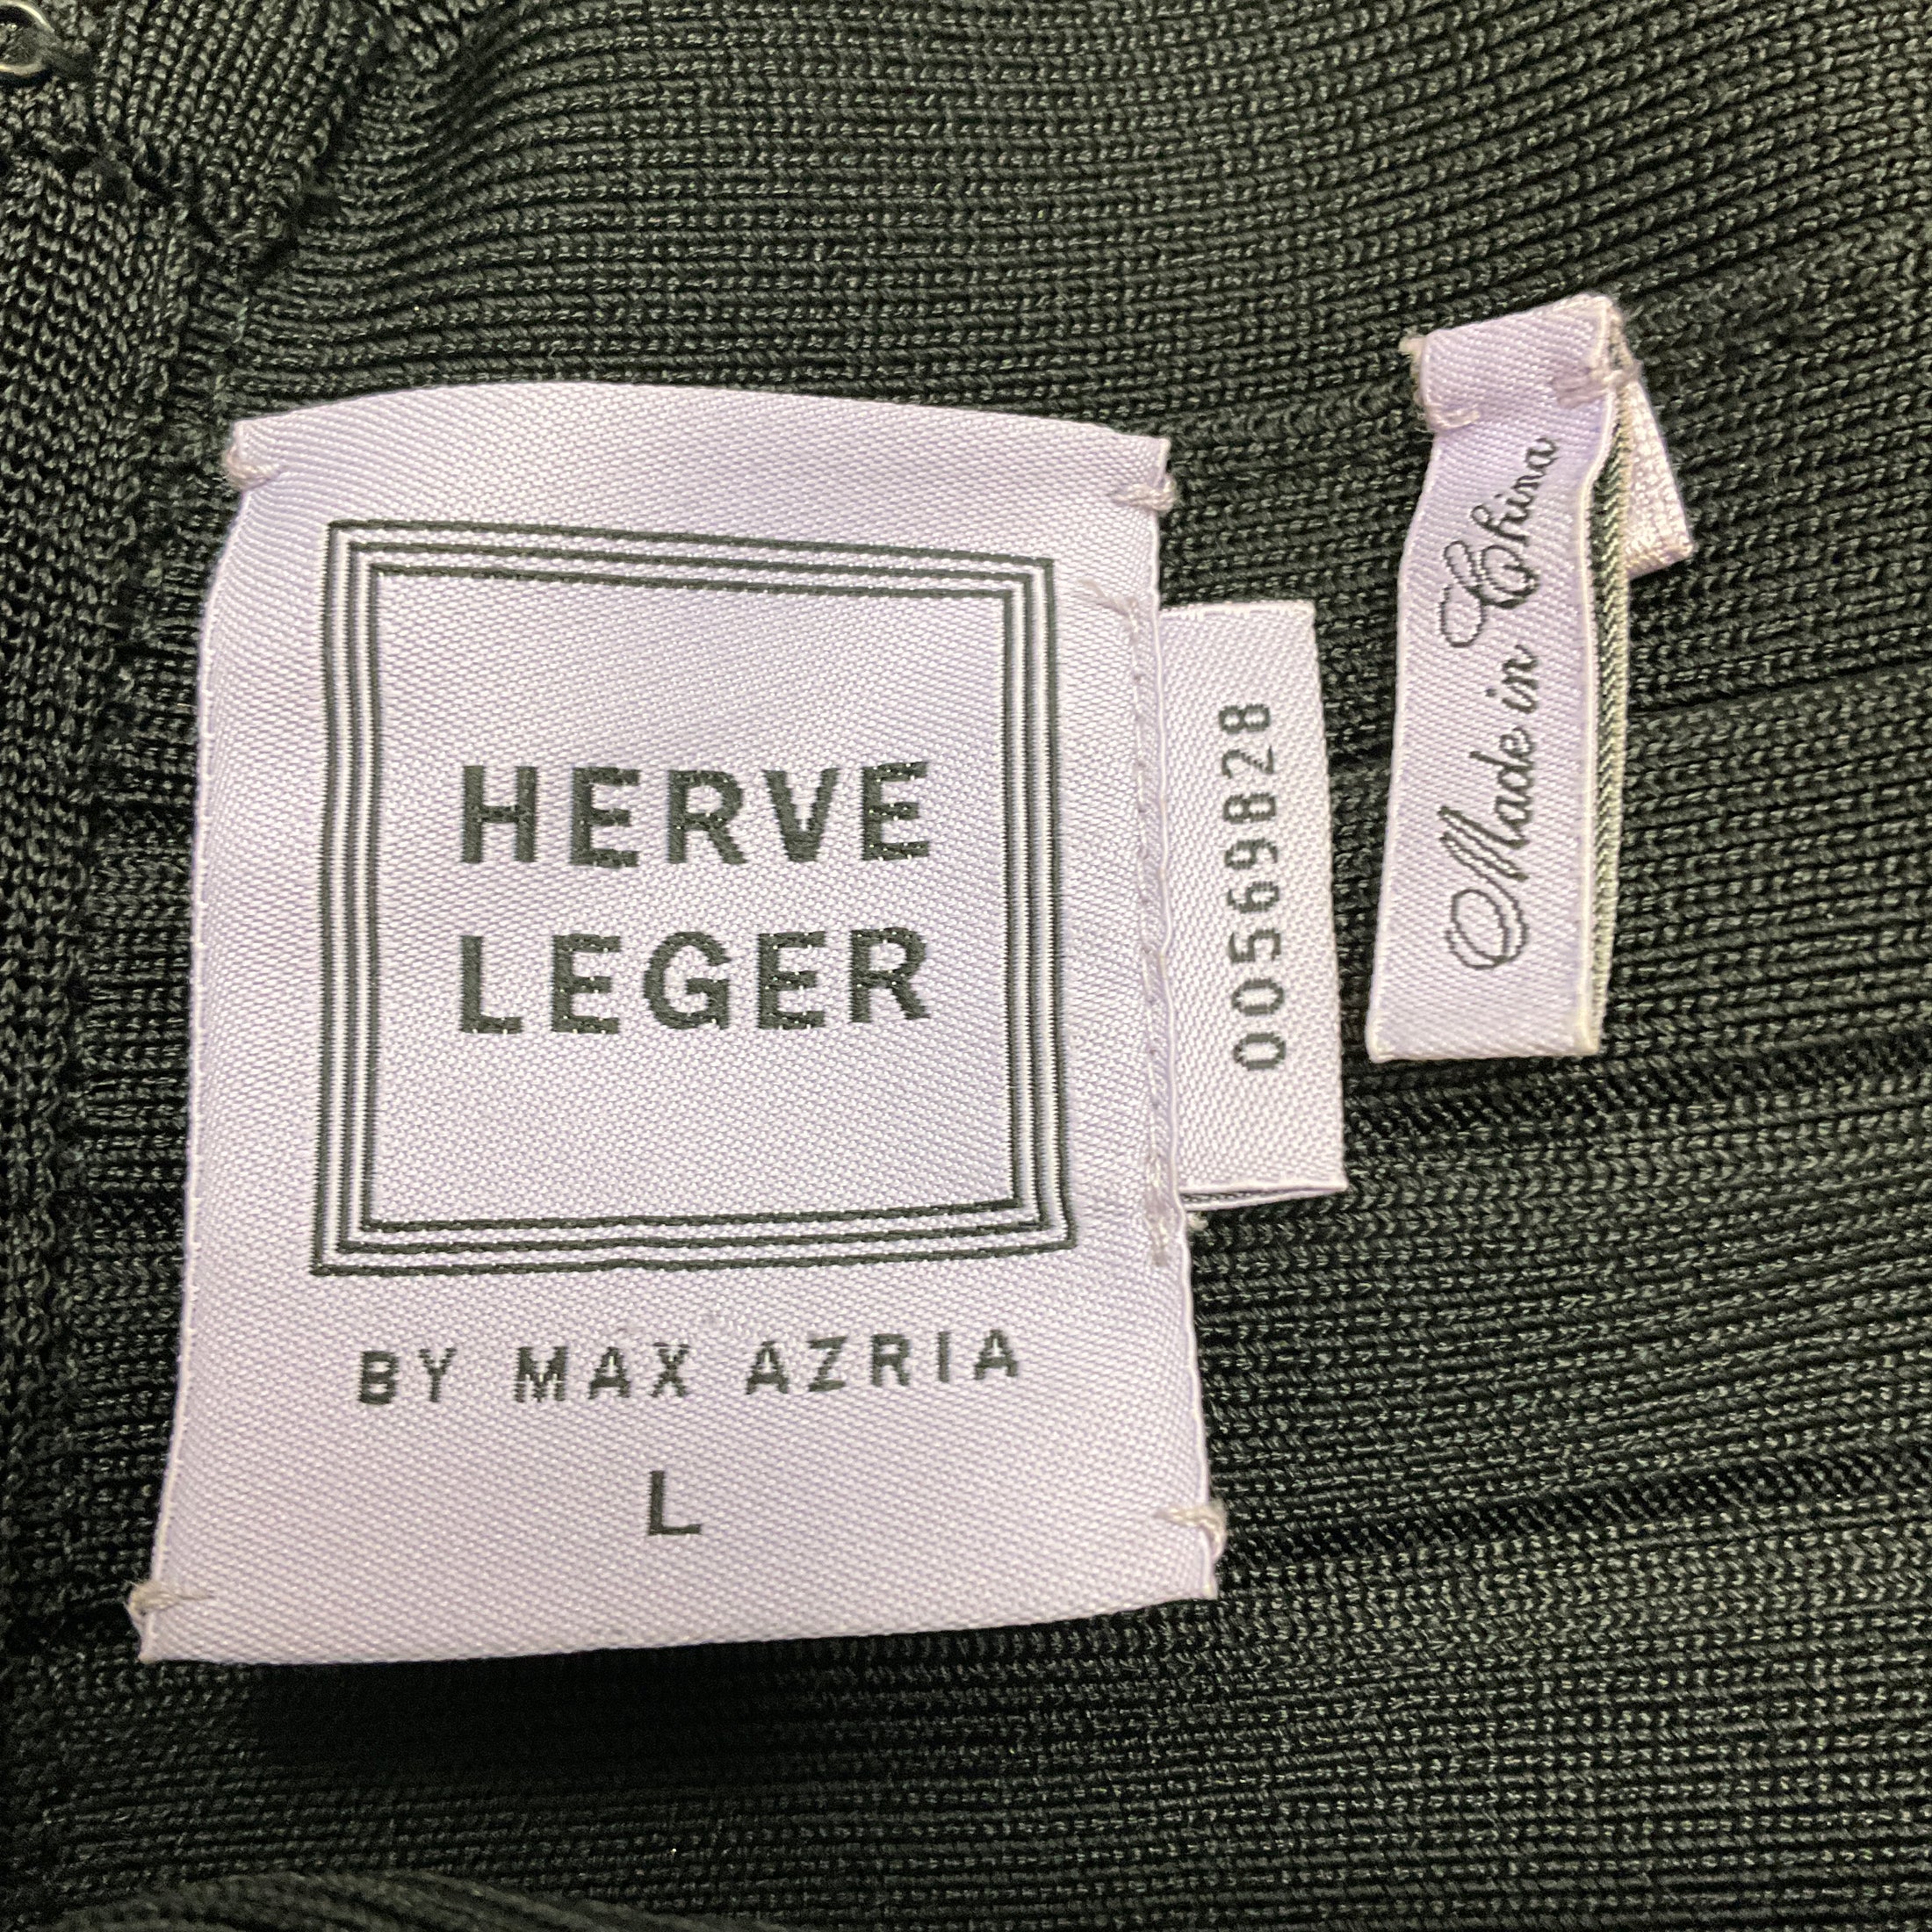 HERVE
LEGER
BY MAX AZRIA
L
00569828
Made in China